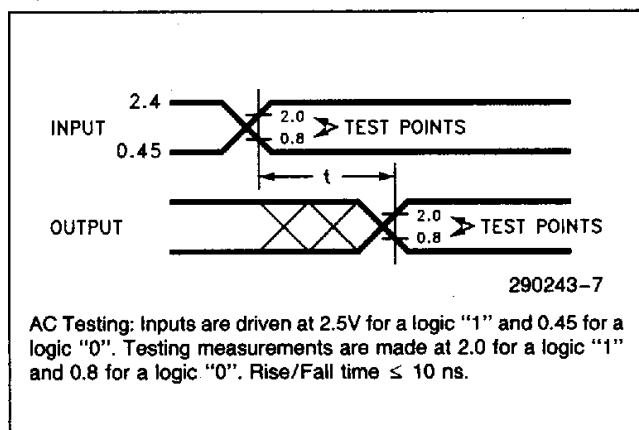 2.4
INPUT
0.45
2.0
0.8
TEST POINTS
t
OUTPUT
2.0
0.8
TEST POINTS
290243-7
AC Testing: Inputs are driven at 2.5V for a logic "1" and 0.45 for a
logic "0". Testing measurements are made at 2.0 for a logic "1"
and 0.8 for a logic "0". Rise/Fall time ≤ 10 ns.